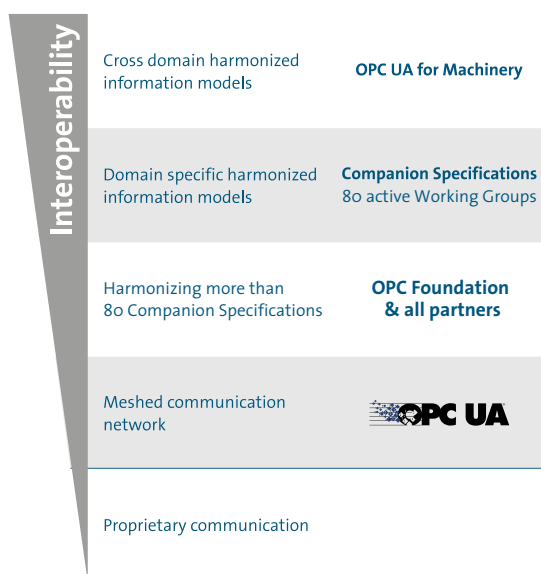 Interoperability
Cross domain harmonized
information models
OPC UA for Machinery
Domain specific harmonized
information models
Companion Specifications
80 active Working Groups
Harmonizing more than
80 Companion Specifications
OPC Foundation
& all partners
Meshed communication
network
OPC UA
Proprietary communication